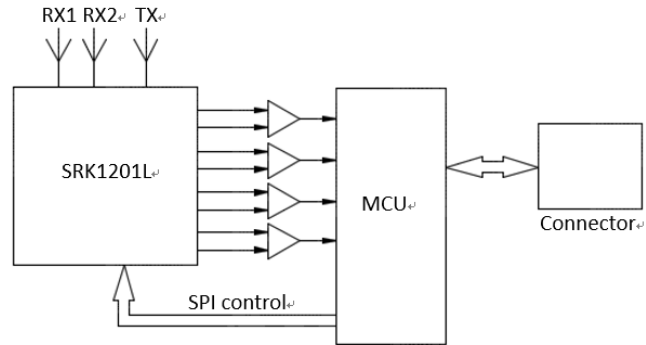 RX1 RX2 TX
SRK1201L
MCU
Connector
SPI control